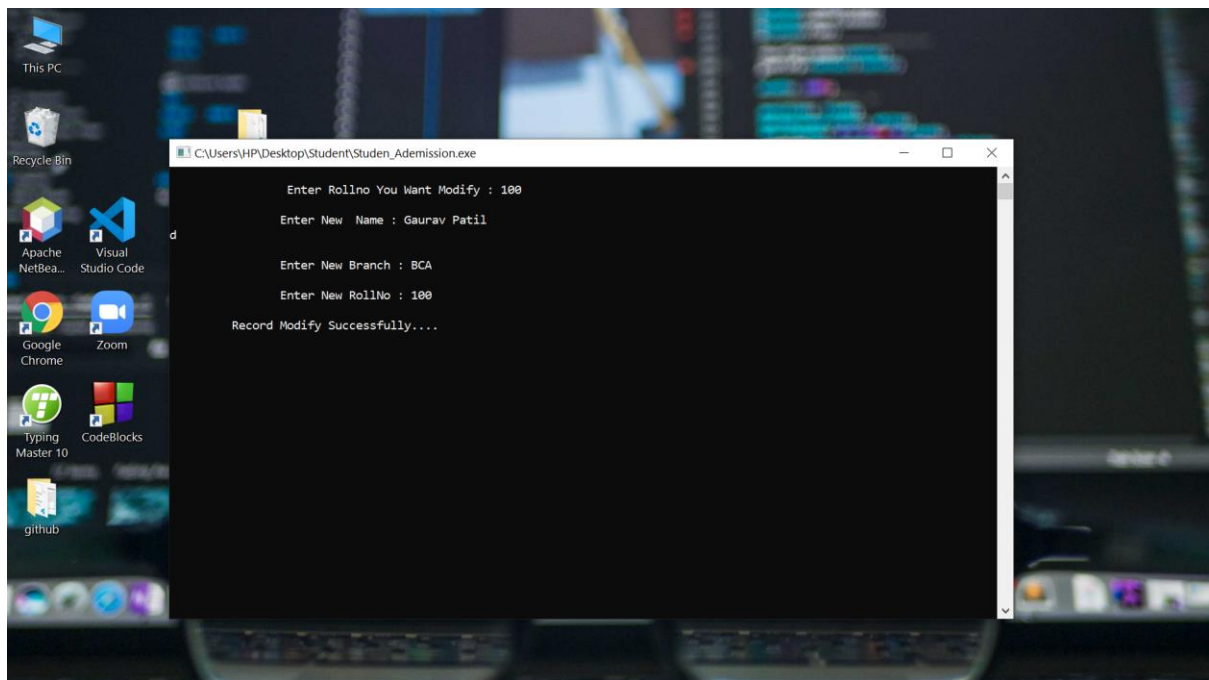 This PC
Recycle Bin
Apache
NetBea...
Visual
Studio Code
Google
Chrome
Zoom
Typing
Master 10
CodeBlocks
github
d
C:\Users\HP\Desktop\Student\Studen_Ademission.exe
Enter Rollno You Want Modify : 100
Enter New  Name : Gaurav Patil
Enter New Branch : BCA
Enter New RollNo : 100
Record Modify Successfully....